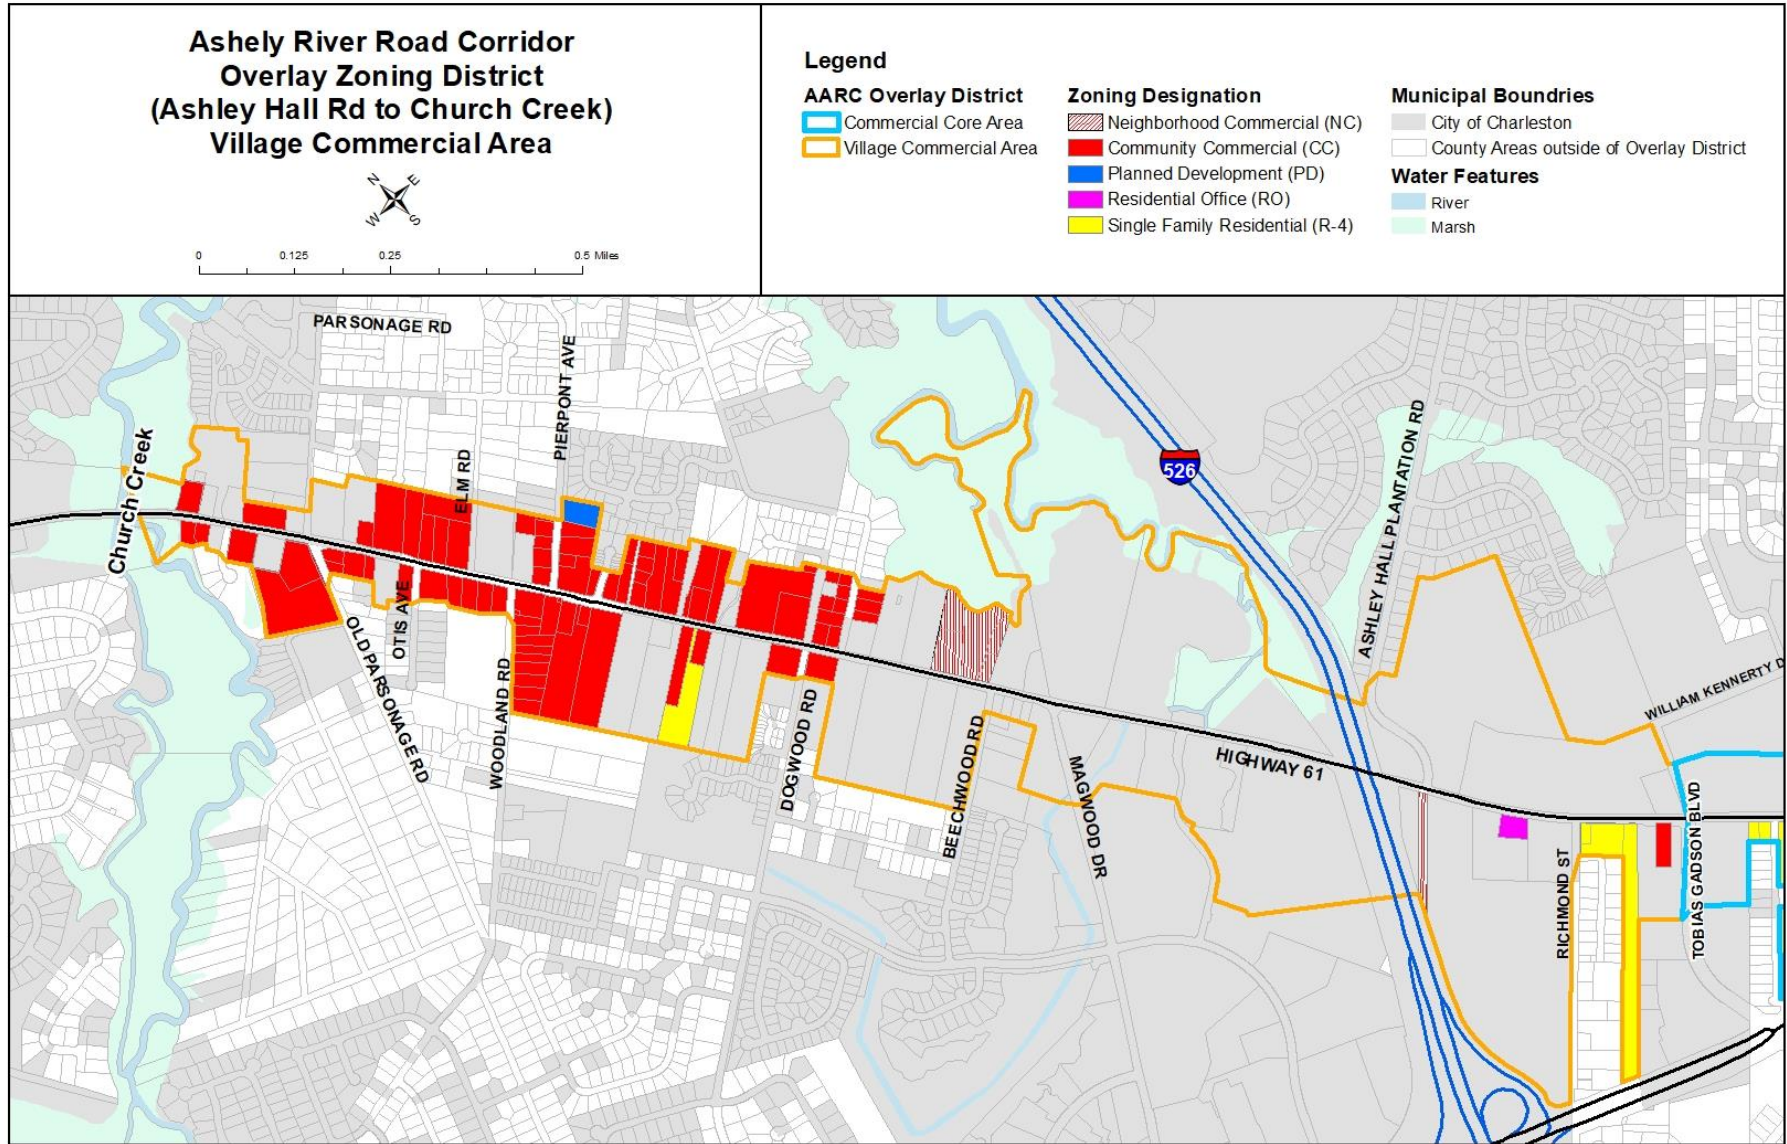 Ashely River Road Corridor
Overlay Zoning District
(Ashley Hall Rd to Church Creek)
Village Commercial Area
N
E
W
S
0
0.125
0.25
0.5 Miles
Legend
AARC Overlay District
Commercial Core Area
Village Commercial Area
Zoning Designation
Neighborhood Commercial (NC)
Community Commercial (CC)
Planned Development (PD)
Residential Office (RO)
Single Family Residential (R-4)
Municipal Boundries
City of Charleston
County Areas outside of Overlay District
Water Features
River
Marsh
PARSONAGE RD
PIERPONT AVE
ELM RD
Church Creek
526
ASHLEY HALL PLANTATION RD
OTIS AVE
OLD PARSONAGE RD
WOODLAND RD
DOGWOOD RD
BEECHWOOD RD
MAGWOOD DR
HIGHWAY 61
WILLIAM KENNERTY D
RICHMOND ST
TOBIAS GADSON BLVD